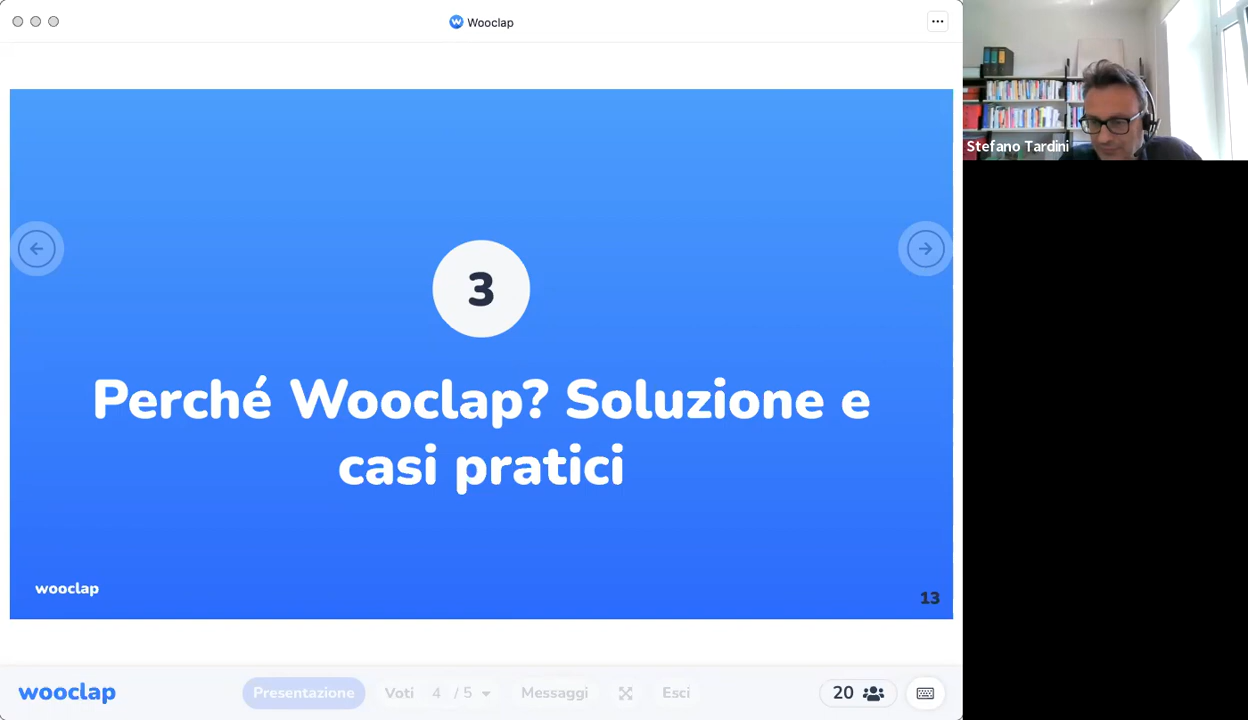 Wooclap
Stefano Tardini
3
Perché Wooclap? Soluzione e
casi pratici
wooclap
13
wooclap
Presentazione
Voti 4 / 5
Messaggi
Esci
20